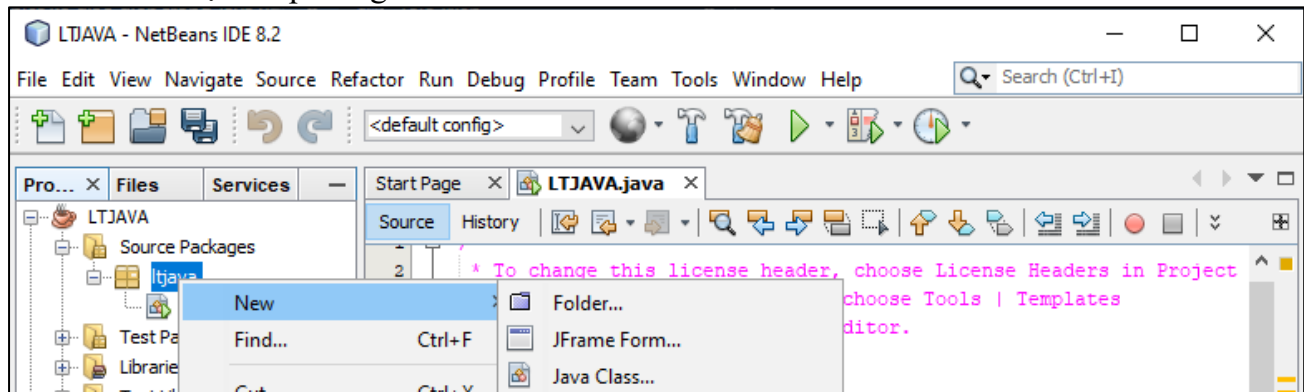 LTJAVA - NetBeans IDE 8.2
File Edit View Navigate Source Refactor Run Debug Profile Team Tools Window Help Search (Ctrl+I)
<default config>
Pro... Files Services Start Page LTJAVA.java
LTJAVA Source History
Source Packages
ltjava 2 * To change this license header, choose License Headers in Project
New Folder... choose Tools | Templates
Test Pa Find... Ctrl+F JFrame Form... ditor.
Librarie Java Class...